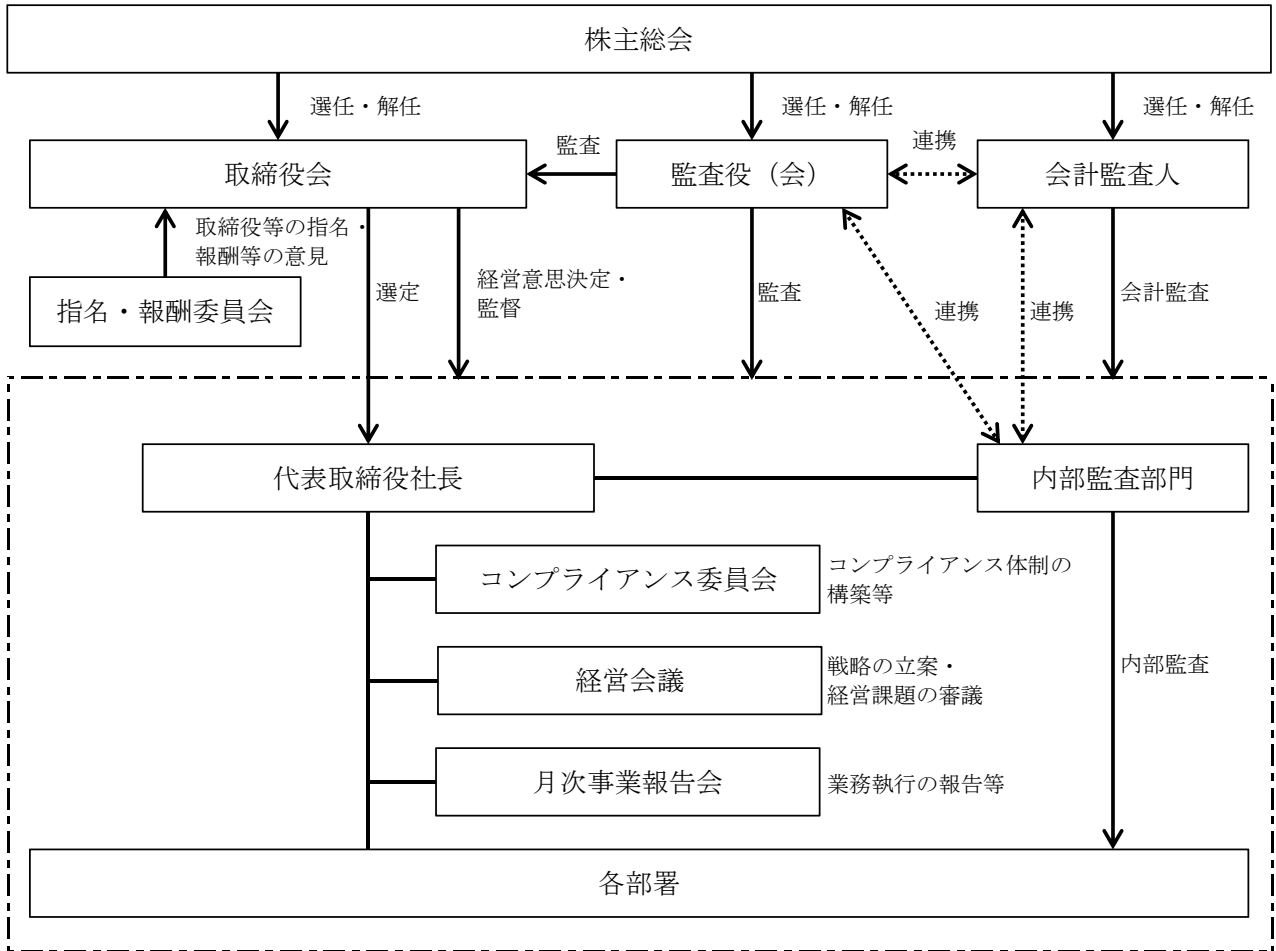 株主総会
選任・解任
選任・解任
選任・解任
取締役会
監査
監査役（会）
連携
会計監査人
取締役等の指名・
報酬等の意見
指名・報酬委員会
選定
経営意思決定・
監督
監査
連携
連携
会計監査
代表取締役社長
内部監査部門
コンプライアンス委員会
コンプライアンス体制の
構築等
経営会議
戦略の立案・
経営課題の審議
内部監査
月次事業報告会
業務執行の報告等
各部署